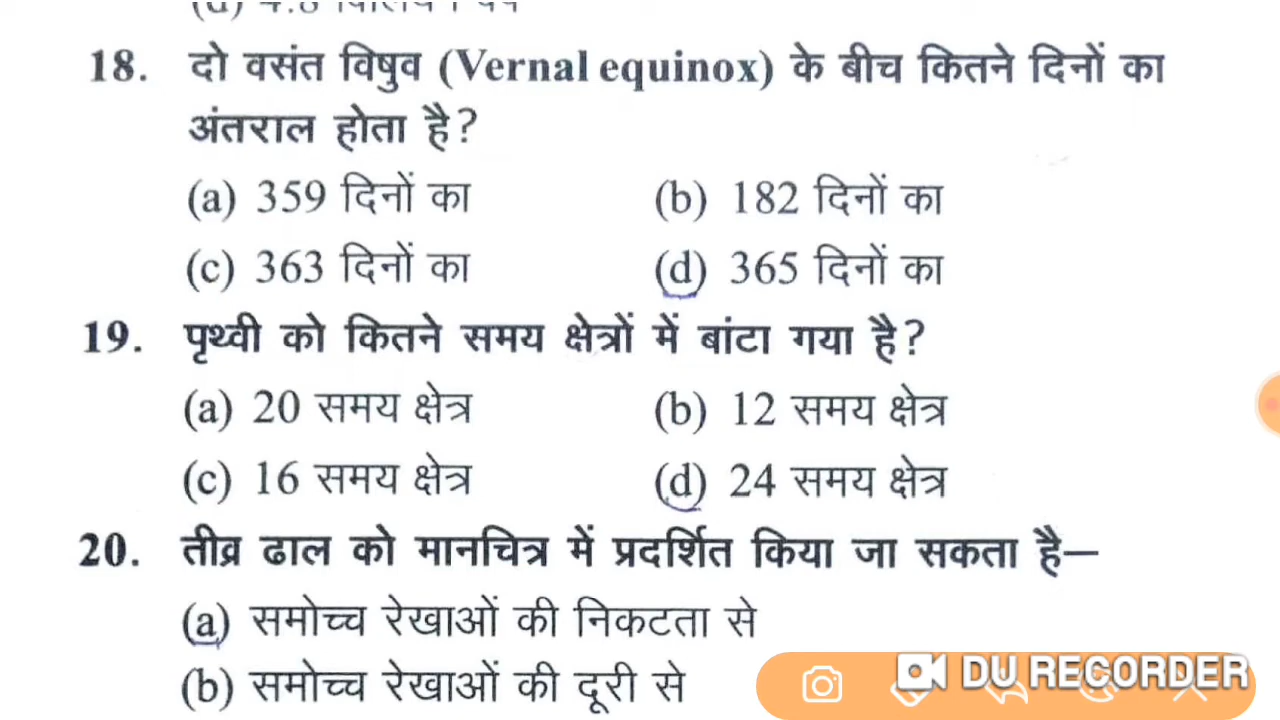 18. दो वसंत विषुव (Vernal equinox) के बीच कितने दिनों का
अंतराल होता है?
(a) 359 दिनों का (b) 182 दिनों का
(c) 363 दिनों का (d) 365 दिनों का
19. पृथ्वी को कितने समय क्षेत्रों में बांटा गया है?
(a) 20 समय क्षेत्र (b) 12 समय क्षेत्र
(c) 16 समय क्षेत्र (d) 24 समय क्षेत्र
20. तीव्र ढाल को मानचित्र में प्रदर्शित किया जा सकता है—
(a) समोच्च रेखाओं की निकटता से
(b) समोच्च रेखाओं की दूरी से
DU RECORDER